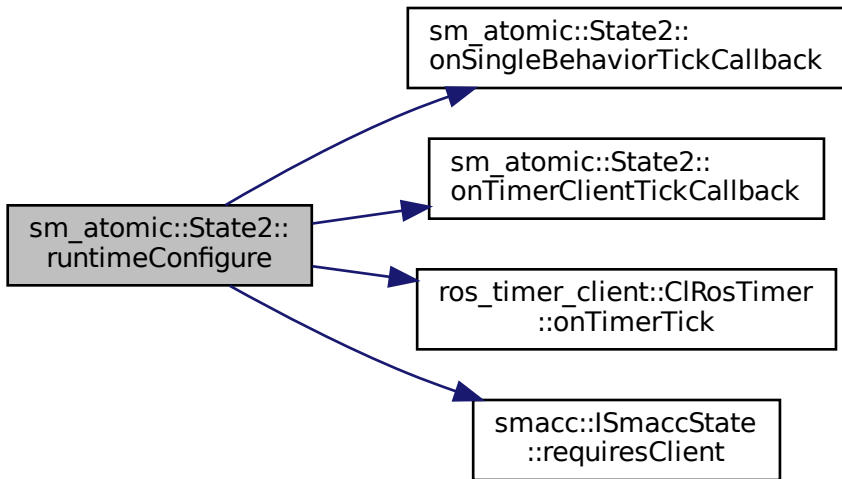 sm_atomic::State2::
runtimeConfigure
sm_atomic::State2::
onSingleBehaviorTickCallback
sm_atomic::State2::
onTimerClientTickCallback
ros_timer_client::ClRosTimer
::onTimerTick
smacc::ISmaccState
::requiresClient